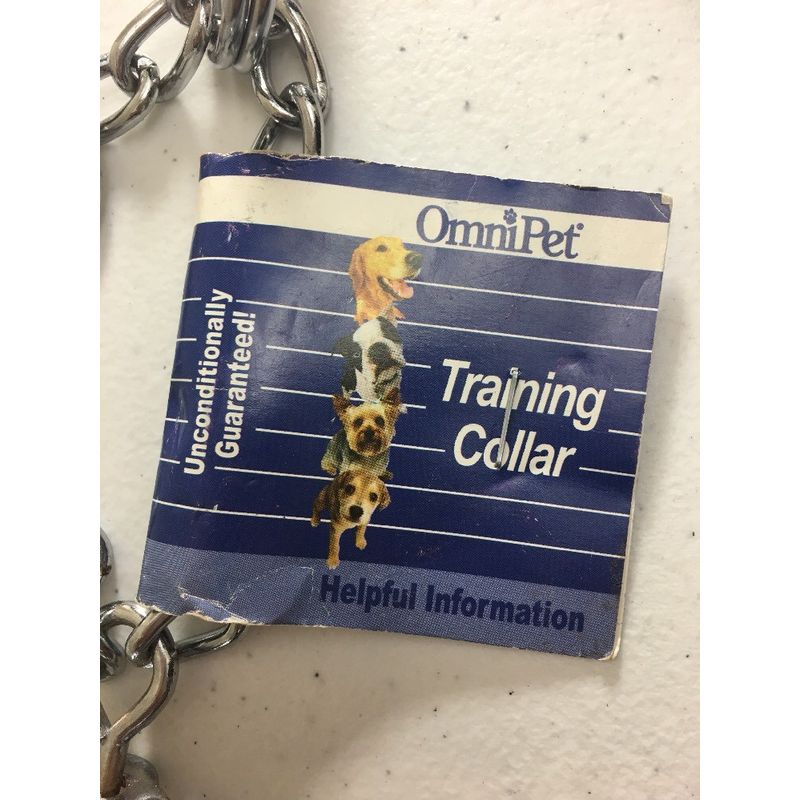 OmniPet
Unconditionally
Guaranteed!
Training
Collar
Helpful Information